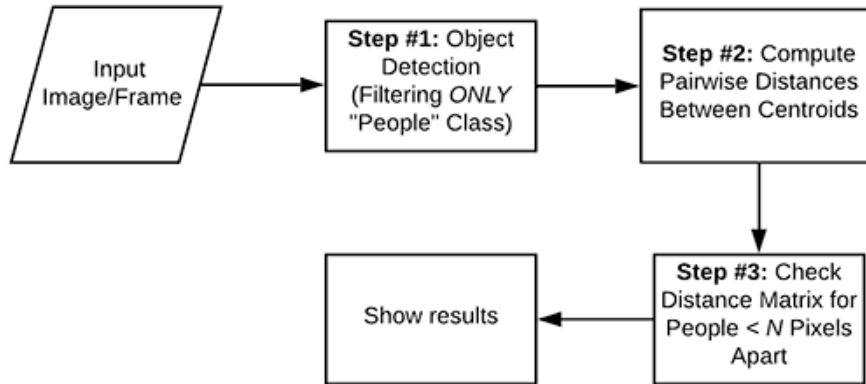 Input
Image/Frame
Step #1: Object
Detection
(Filtering ONLY
"People" Class)
Step #2: Compute
Pairwise Distances
Between Centroids
Step #3: Check
Distance Matrix for
People < N Pixels
Apart
Show results